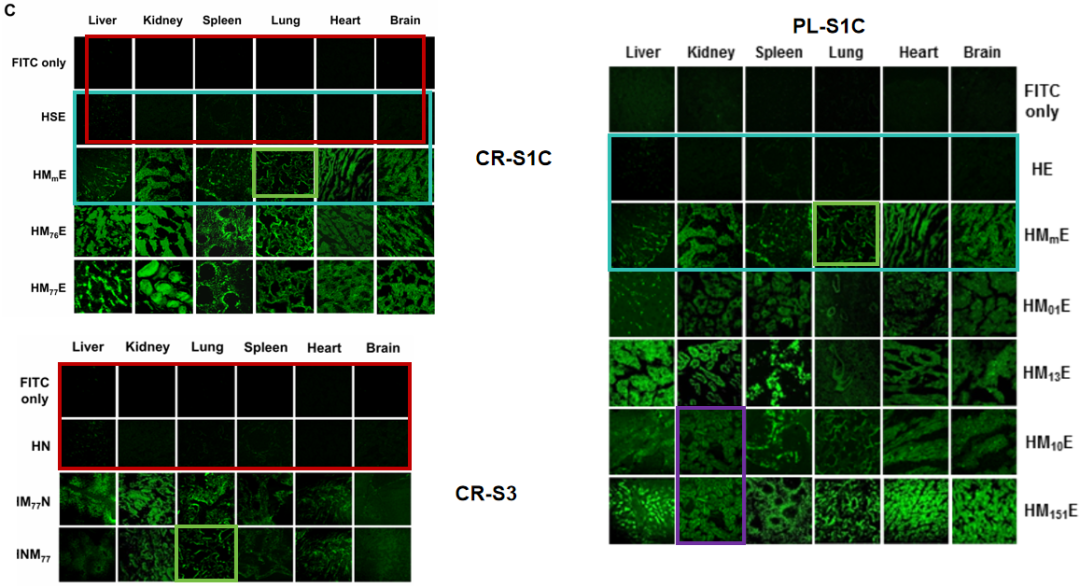 C
Liver Kidney Spleen Lung Heart Brain
FITC only
HSE
HMmE
HM76E
HM77E
CR-S1C
Liver Kidney Lung Spleen Heart Brain
FITC
only
HN
IM77N
INM77
CR-S3
PL-S1C
Liver Kidney Spleen Lung Heart Brain
FITC
only
HE
HMmE
HM01E
HM13E
HM10E
HM151E